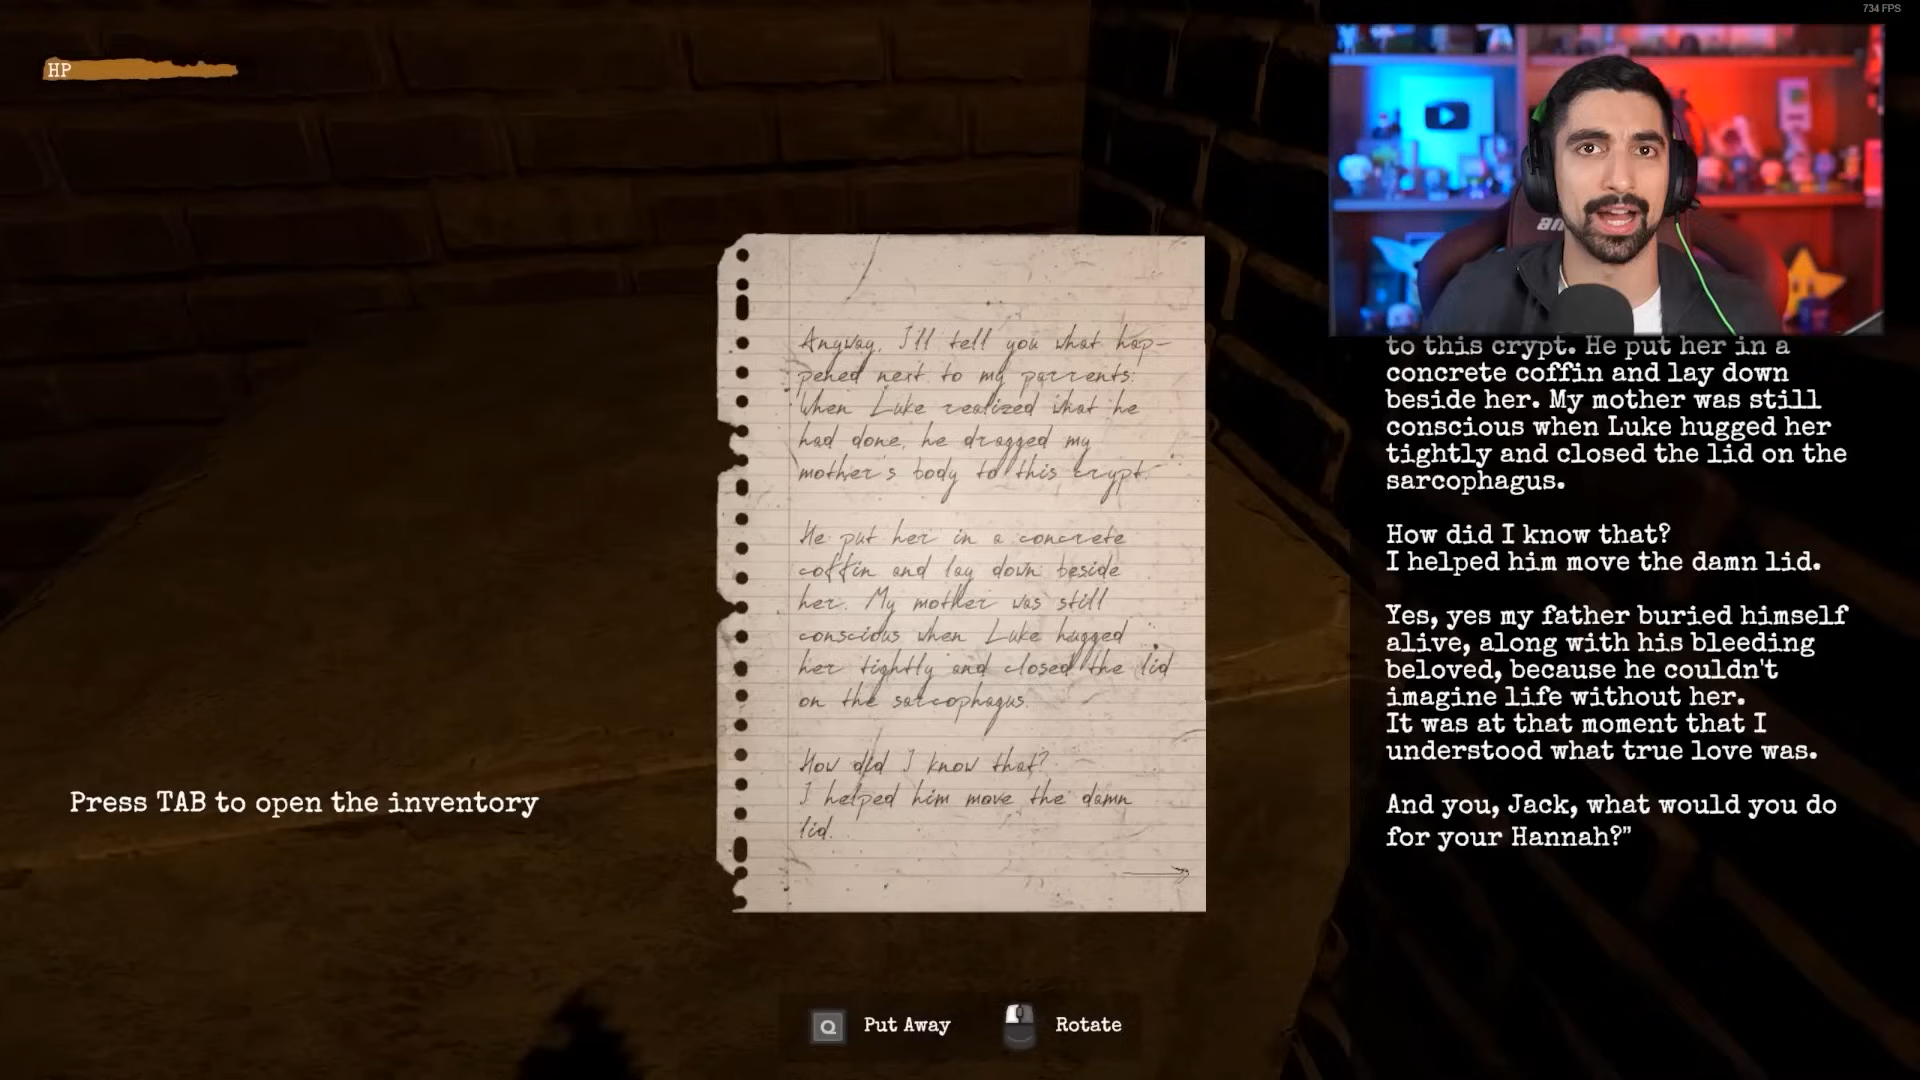 734 FPS
HP
an
Anyway, I'll tell you what hap-
pened next to my parrents:
When Luke realized what he
had done, he dragged my
mother's body to this crypt.
He put her in a concrete
coffin and lay down beside
her. My mother was still
conscious when Luke hugged
her tightly and closed the lid
on the sarcophagus.
How did I know that?
I helped him move the damn
lid.
to this crypt. He put her in a
concrete coffin and lay down
beside her. My mother was still
conscious when Luke hugged her
tightly and closed the lid on the
sarcophagus.
How did I know that?
I helped him move the damn lid.
Yes, yes my father buried himself
alive, along with his bleeding
beloved, because he couldn't
imagine life without her.
It was at that moment that I
understood what true love was.
And you, Jack, what would you do
for your Hannah?"
Press TAB to open the inventory
Q Put Away Rotate